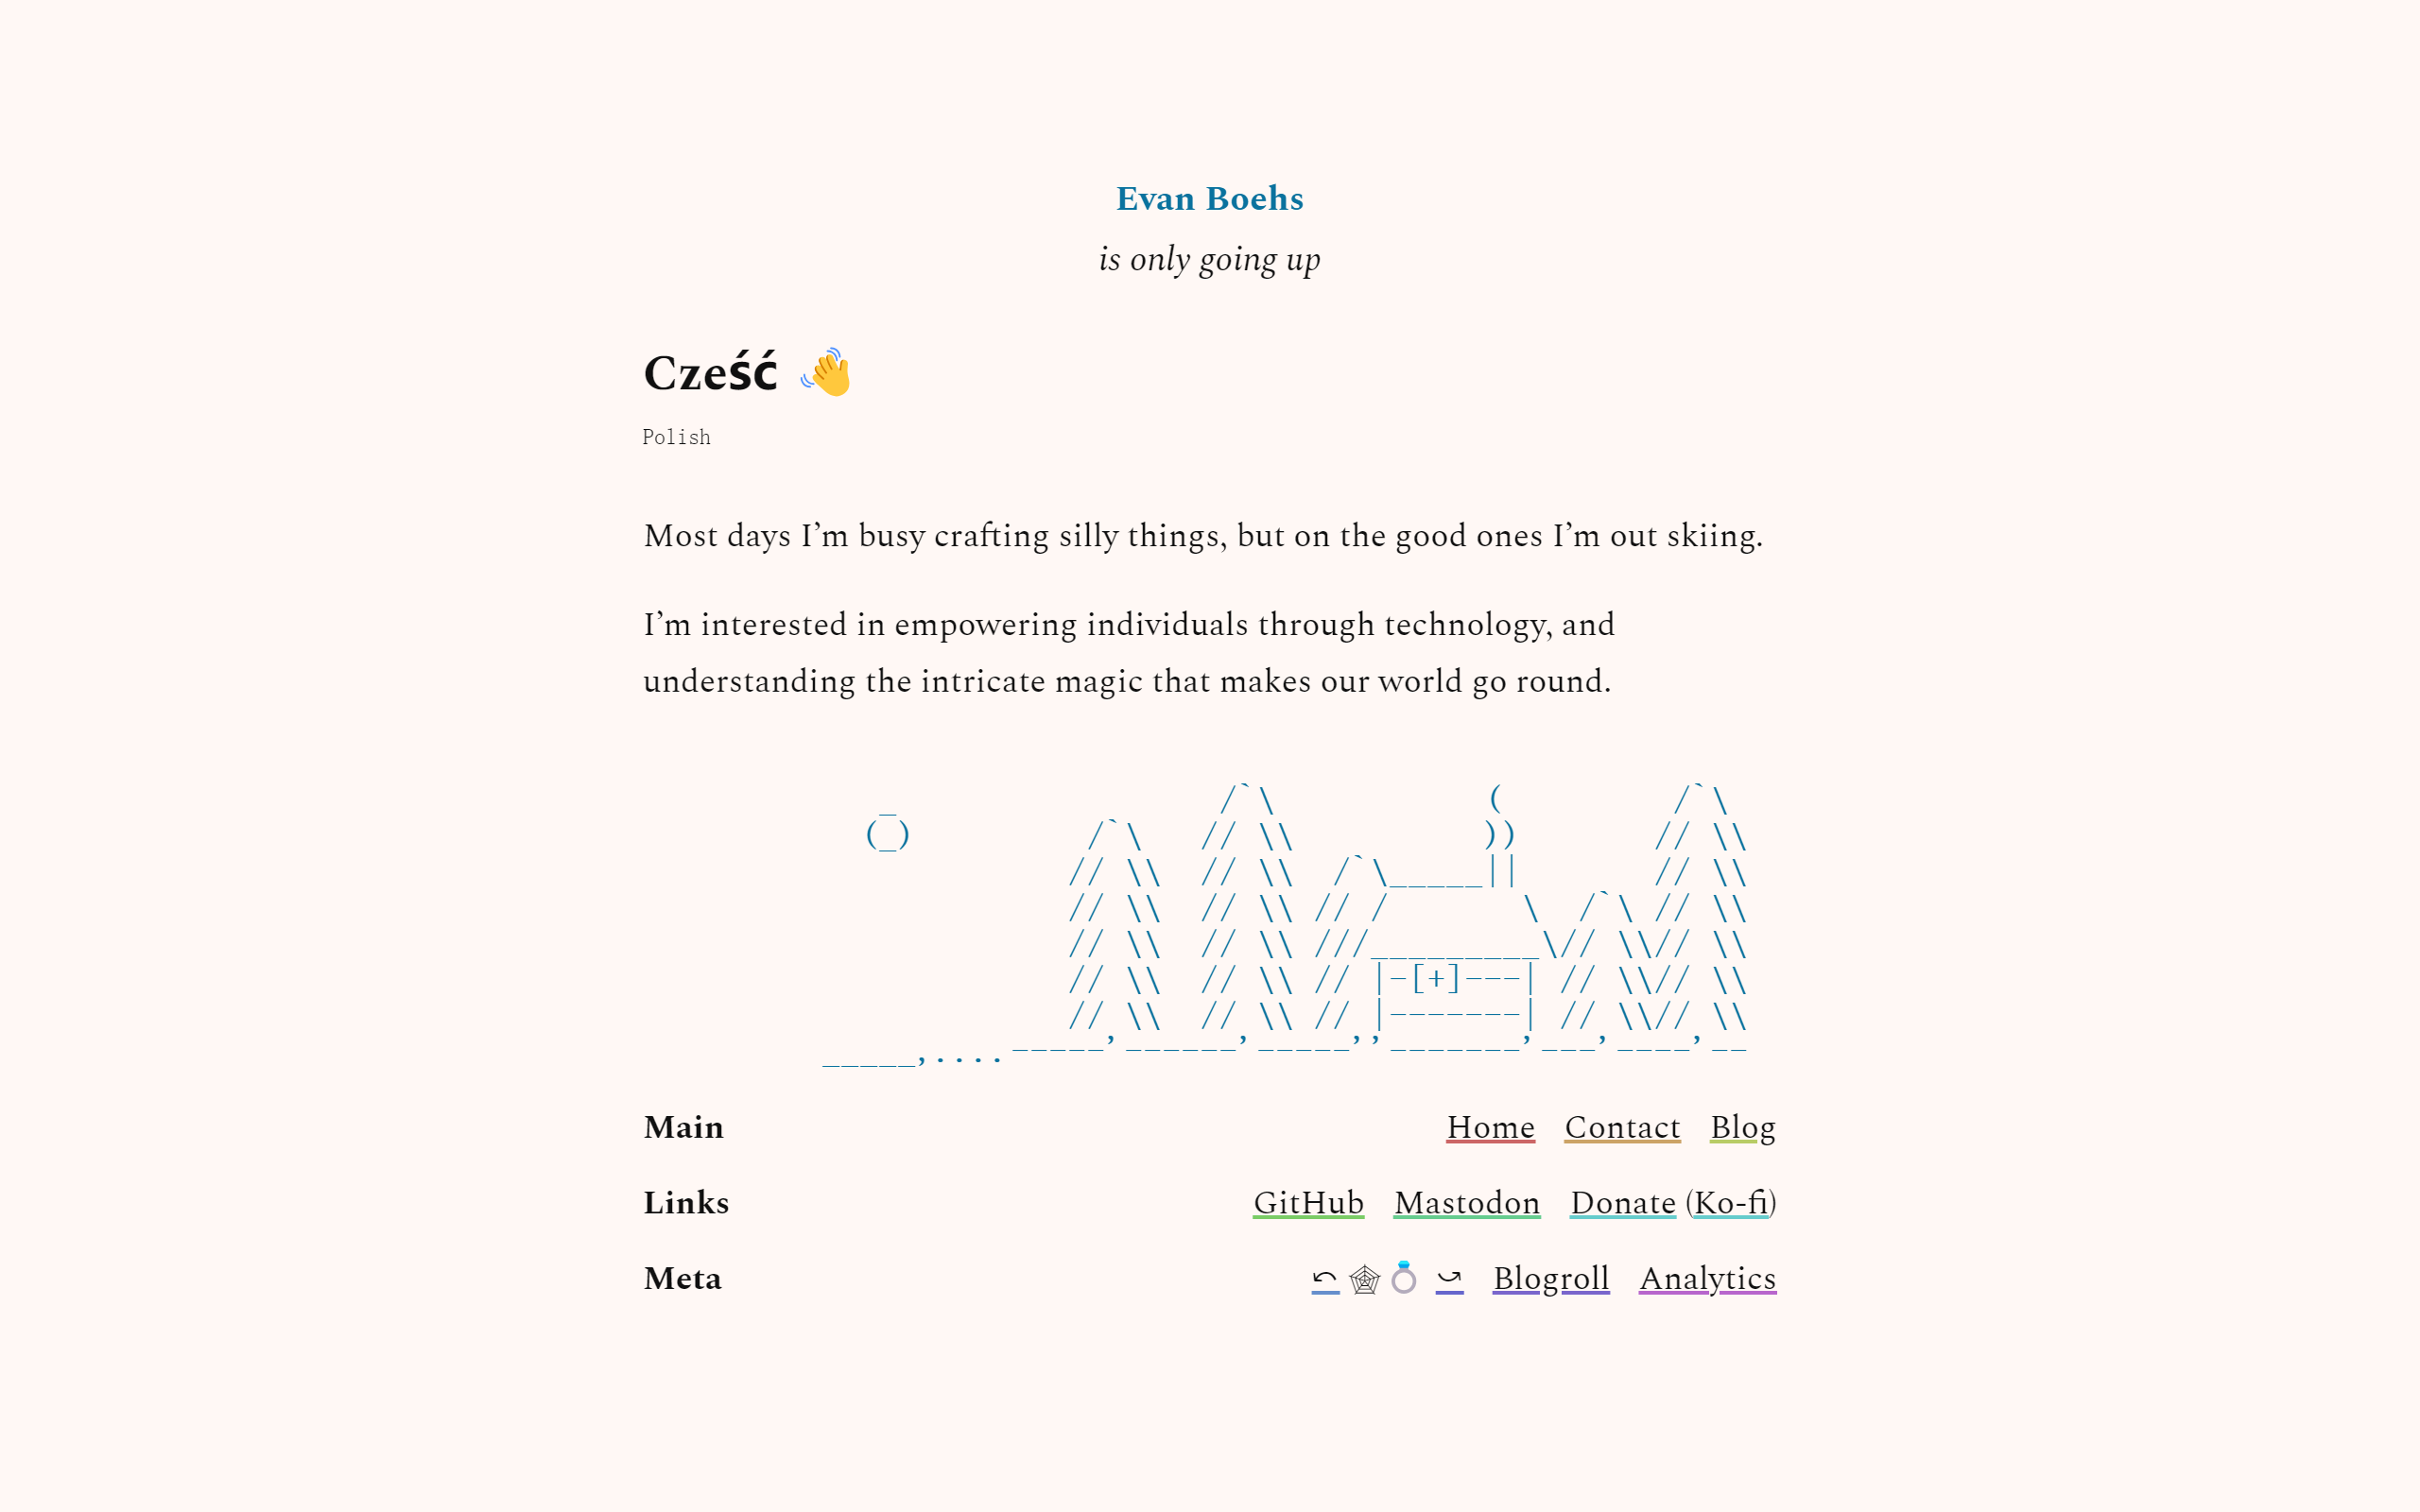 Evan Boehs
is only going up
Cześć 👋
Polish
Most days I’m busy crafting silly things, but on the good ones I’m out skiing.
I’m interested in empowering individuals through technology, and
understanding the intricate magic that makes our world go round.
Main Home Contact Blog
Links GitHub Mastodon Donate (Ko-fi)
Meta ⤺ 🕸 💍 ⤻ Blogroll Analytics